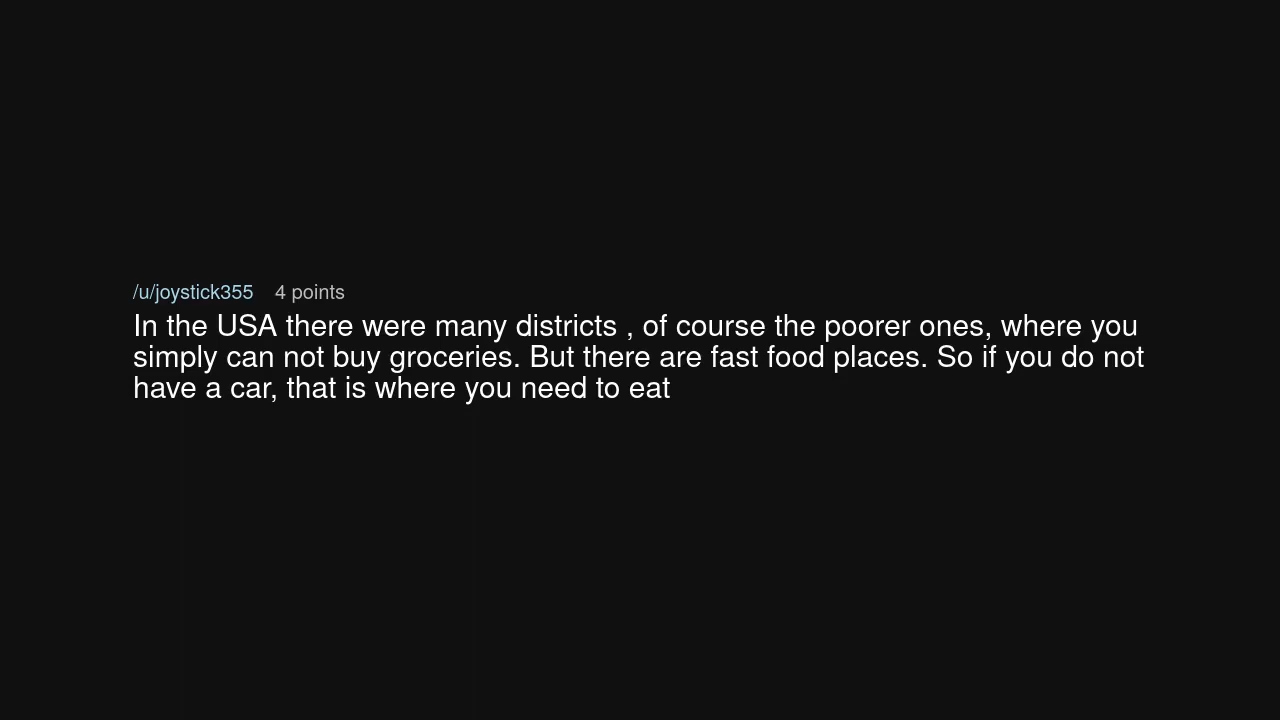 /u/joystick355 4 points
In the USA there were many districts , of course the poorer ones, where you
simply can not buy groceries. But there are fast food places. So if you do not
have a car, that is where you need to eat